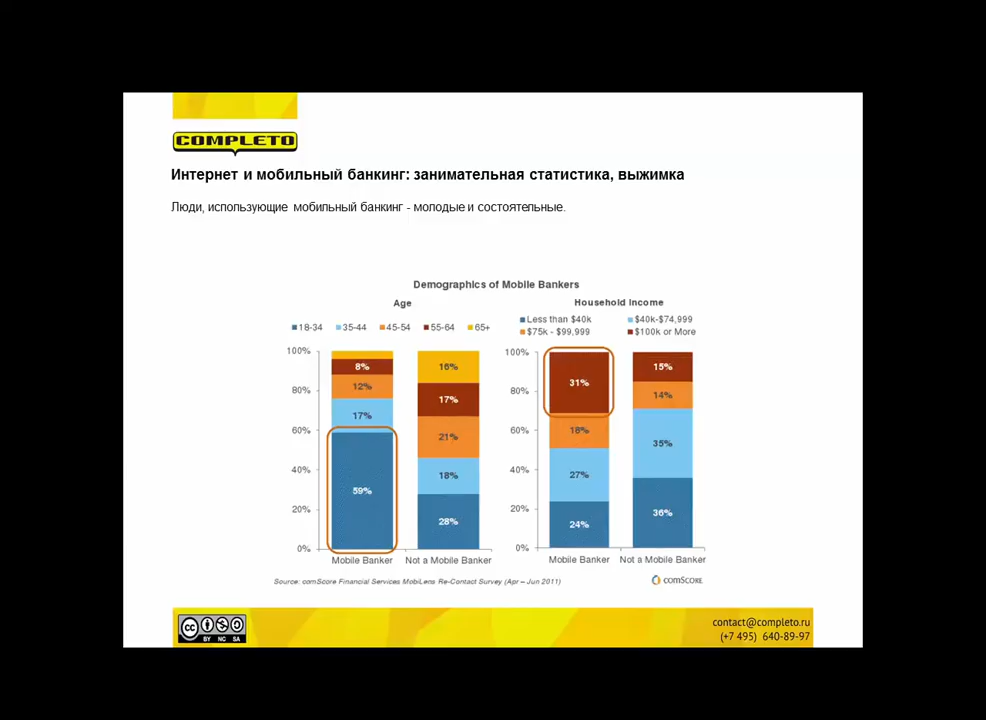 COMPLETO
Интернет и мобильный банкинг: занимательная статистика, выжимка
Люди, использующие мобильный банкинг - молодые и состоятельные.
Demographics of Mobile Bankers
Age
18-34 35-44 45-54 55-64 65+
100%
80%
60%
40%
20%
0%
8%
12%
17%
59%
16%
17%
21%
18%
28%
Mobile Banker Not a Mobile Banker
Household Income
Less than $40k $40k-$74,999
$75k - $99,999 $100k or More
100%
80%
60%
40%
20%
0%
31%
18%
27%
24%
15%
14%
35%
36%
Mobile Banker Not a Mobile Banker
Source: comScore Financial Services MobiLens Re-Contact Survey (Apr – Jun 2011)
comSCORE
cc
BY NC SA
contact@completo.ru
(+7 495) 640-89-97